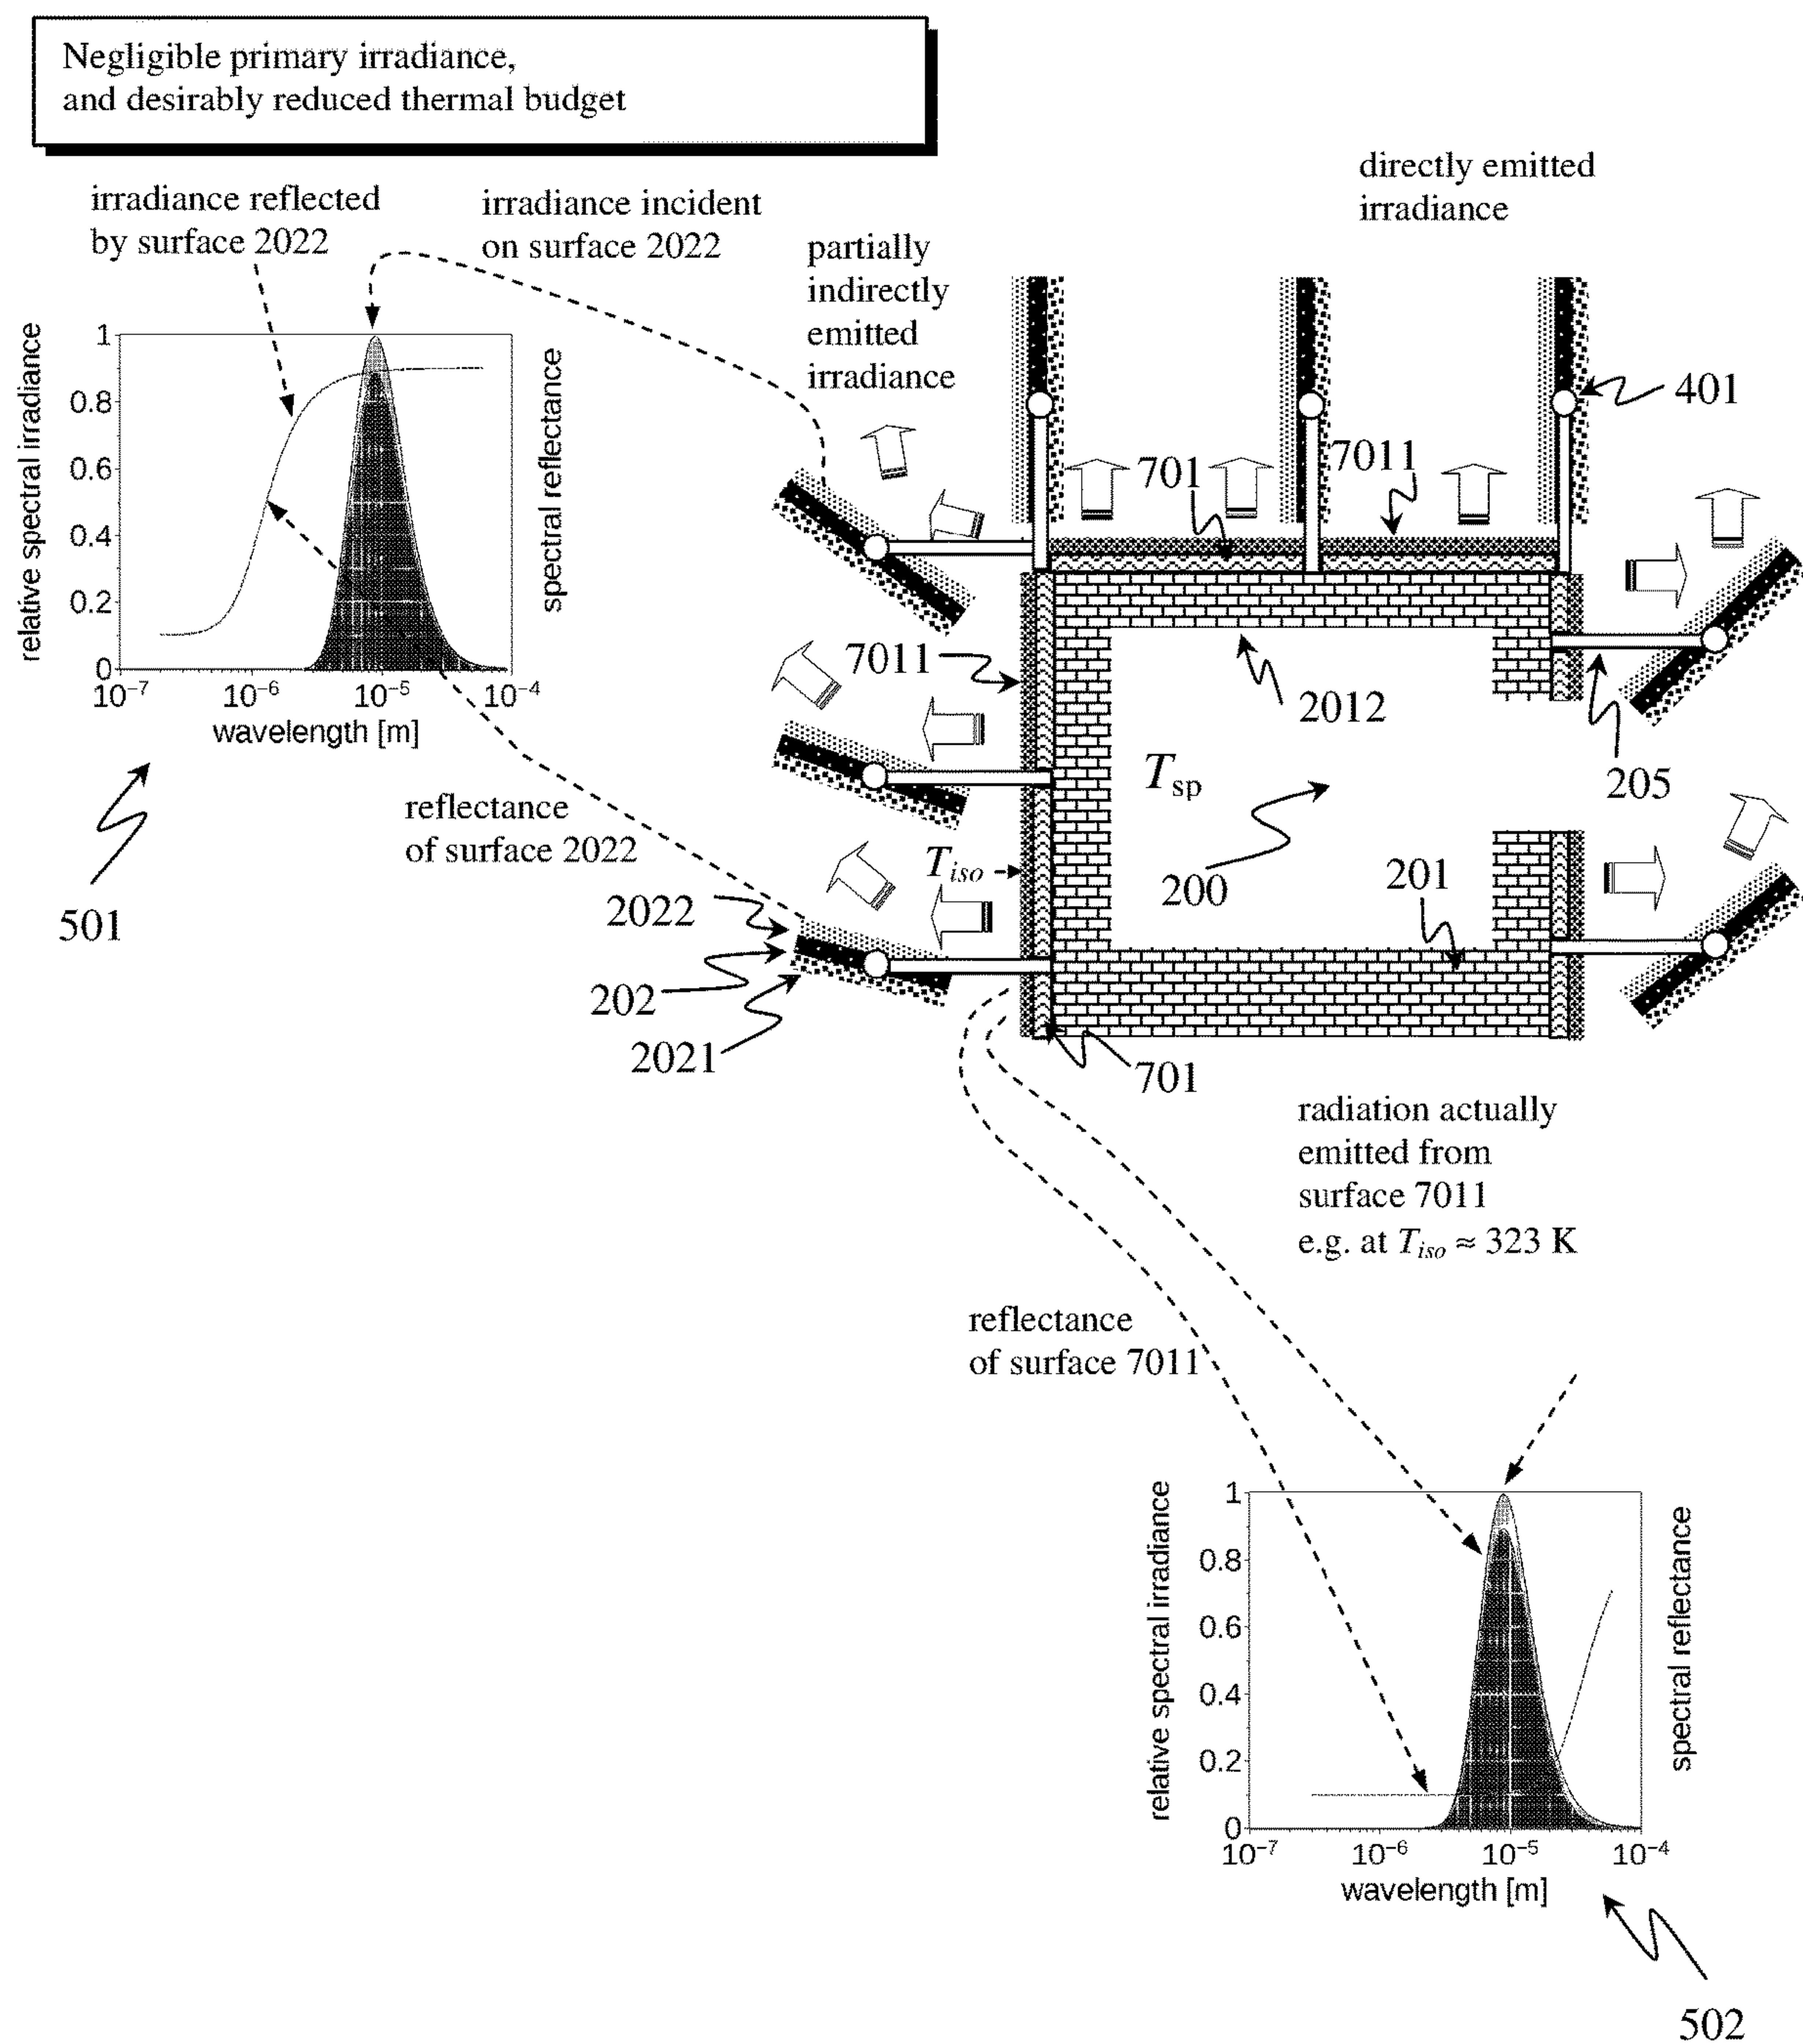 Negligible primary irradiance,
and desirably reduced thermal budget
irradiance reflected
by surface 2022
irradiance incident
on surface 2022
partially
indirectly
emitted
irradiance
directly emitted
irradiance
relative spectral irradiance
1
0.8
0.6
0.4
0.2
0
10⁻⁷ 10⁻⁶ 10⁻⁵ 10⁻⁴
wavelength [m]
spectral reflectance
501
reflectance
of surface 2022
401
701
7011
7011
2012
T_sp
205
T_iso
200
201
2022
202
2021
701
radiation actually
emitted from
surface 7011
e.g. at T_iso ≈ 323 K
reflectance
of surface 7011
relative spectral irradiance
1
0.8
0.6
0.4
0.2
0
10⁻⁷ 10⁻⁶ 10⁻⁵ 10⁻⁴
wavelength [m]
spectral reflectance
502